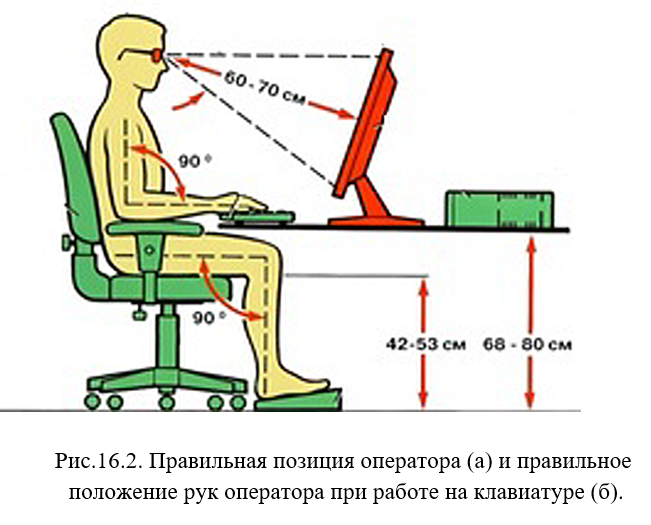 60 - 70 см
90 °
90 °
42-53 см 68 - 80 см
Рис.16.2. Правильная позиция оператора (а) и правильное
положение рук оператора при работе на клавиатуре (б).